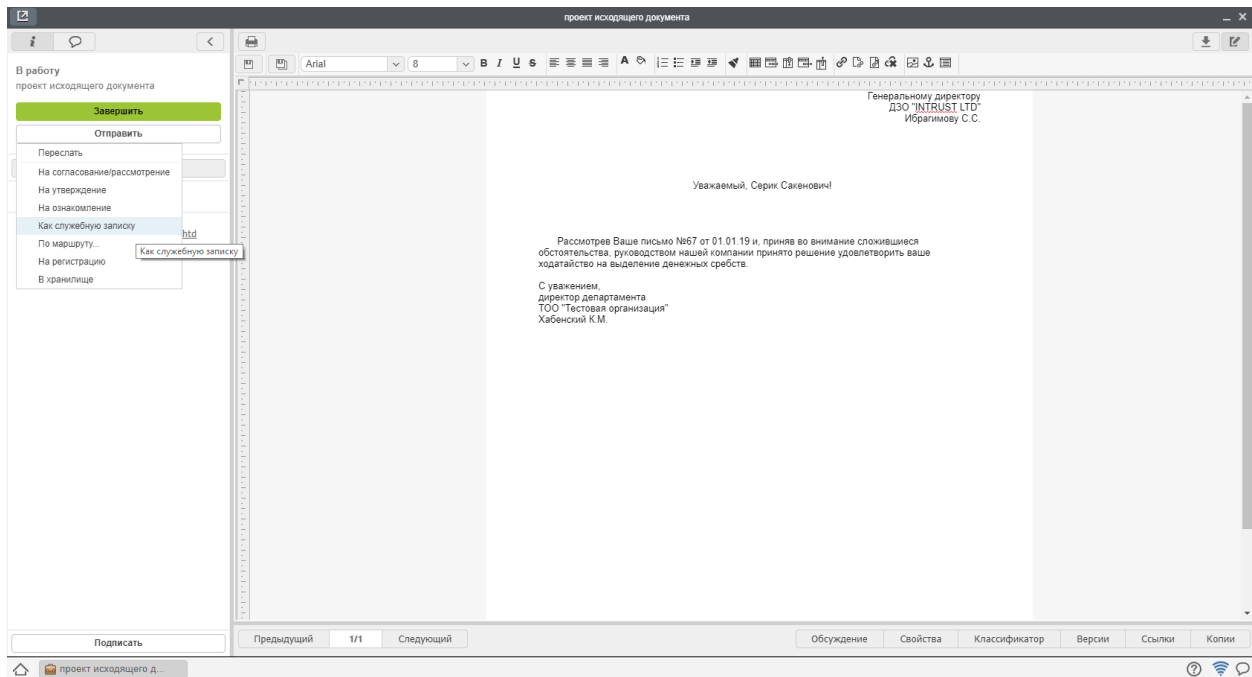 проект исходящего документа
В работу
проект исходящего документа
Завершить
Отправить
Переслать
На согласование/рассмотрение
На утверждение
На ознакомление
Как служебную записку
htd
По маршруту...
Как служебную записку
На регистрацию
В хранилище
Подписать
Arial
8
B I U S
Генеральному директору
ДЗО "INTRUST LTD"
Ибрагимову С.С.
Уважаемый, Серик Сакенович!
Рассмотрев Ваше письмо №67 от 01.01.19 и, приняв во внимание сложившиеся
обстоятельства, руководством нашей компании принято решение удовлетворить ваше
ходатайство на выделение денежных сребств.
С уважением,
директор департамента
ТОО "Тестовая организация"
Хабенский К.М.
Предыдущий 1/1 Следующий
Обсуждение Свойства Классификатор Версии Ссылки Копии
проект исходящего д...